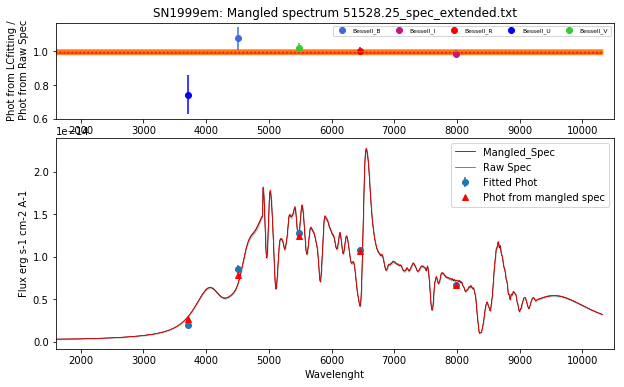 SN1999em: Mangled spectrum 51528.25_spec_extended.txt
Phot from LCfitting /
Phot from Raw Spec
1.0
0.8
0.6
Bessell_B
Bessell_I
Bessell_R
Bessell_U
Bessell_V
2000 3000 4000 5000 6000 7000 8000 9000 10000
1e−14
Flux erg s-1 cm-2 A-1
2.0
1.5
1.0
0.5
0.0
Mangled_Spec
Raw Spec
Fitted Phot
Phot from mangled spec
2000 3000 4000 5000 6000 7000 8000 9000 10000
Wavelenght